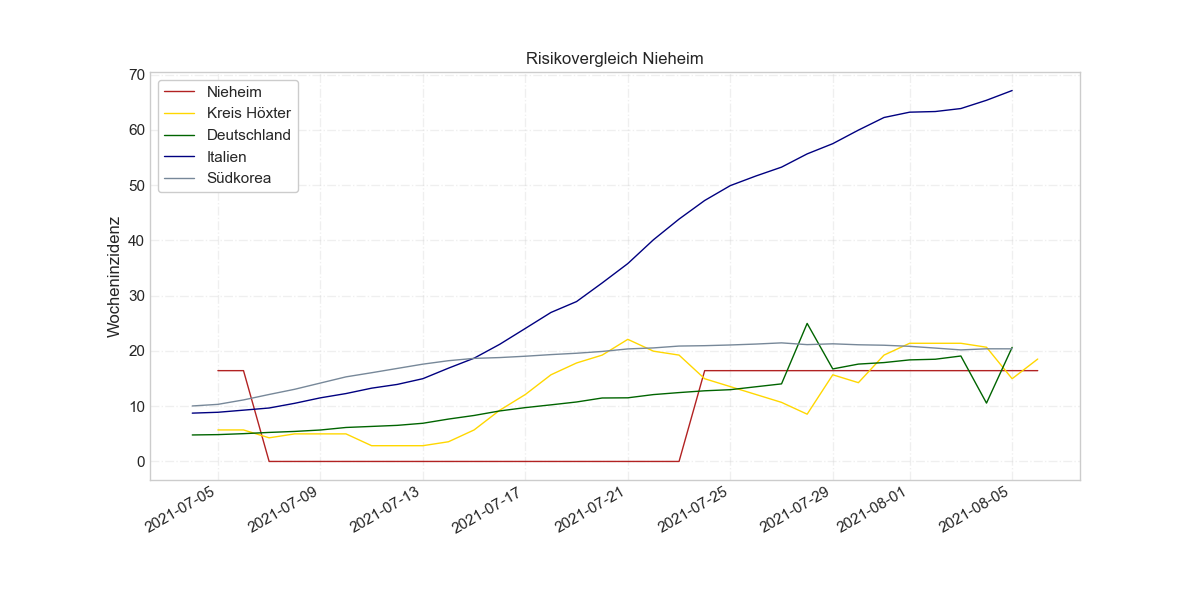 Risikovergleich Nieheim
Nieheim
Kreis Höxter
Deutschland
Italien
Südkorea
Wocheninzidenz
70
60
50
40
30
20
10
0
2021-07-05
2021-07-09
2021-07-13
2021-07-17
2021-07-21
2021-07-25
2021-07-29
2021-08-01
2021-08-05